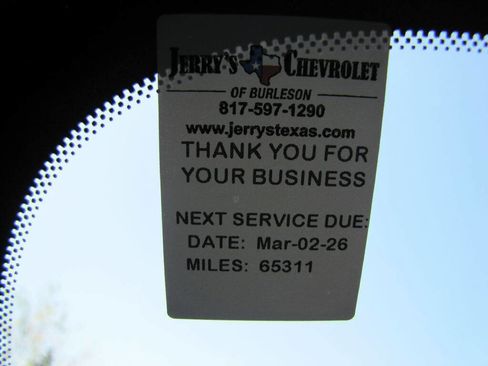 JERRY'S CHEVROLET
OF BURLESON
817-597-1290
www.jerrystexas.com
THANK YOU FOR
YOUR BUSINESS
NEXT SERVICE DUE:
DATE: Mar-02-26
MILES: 65311